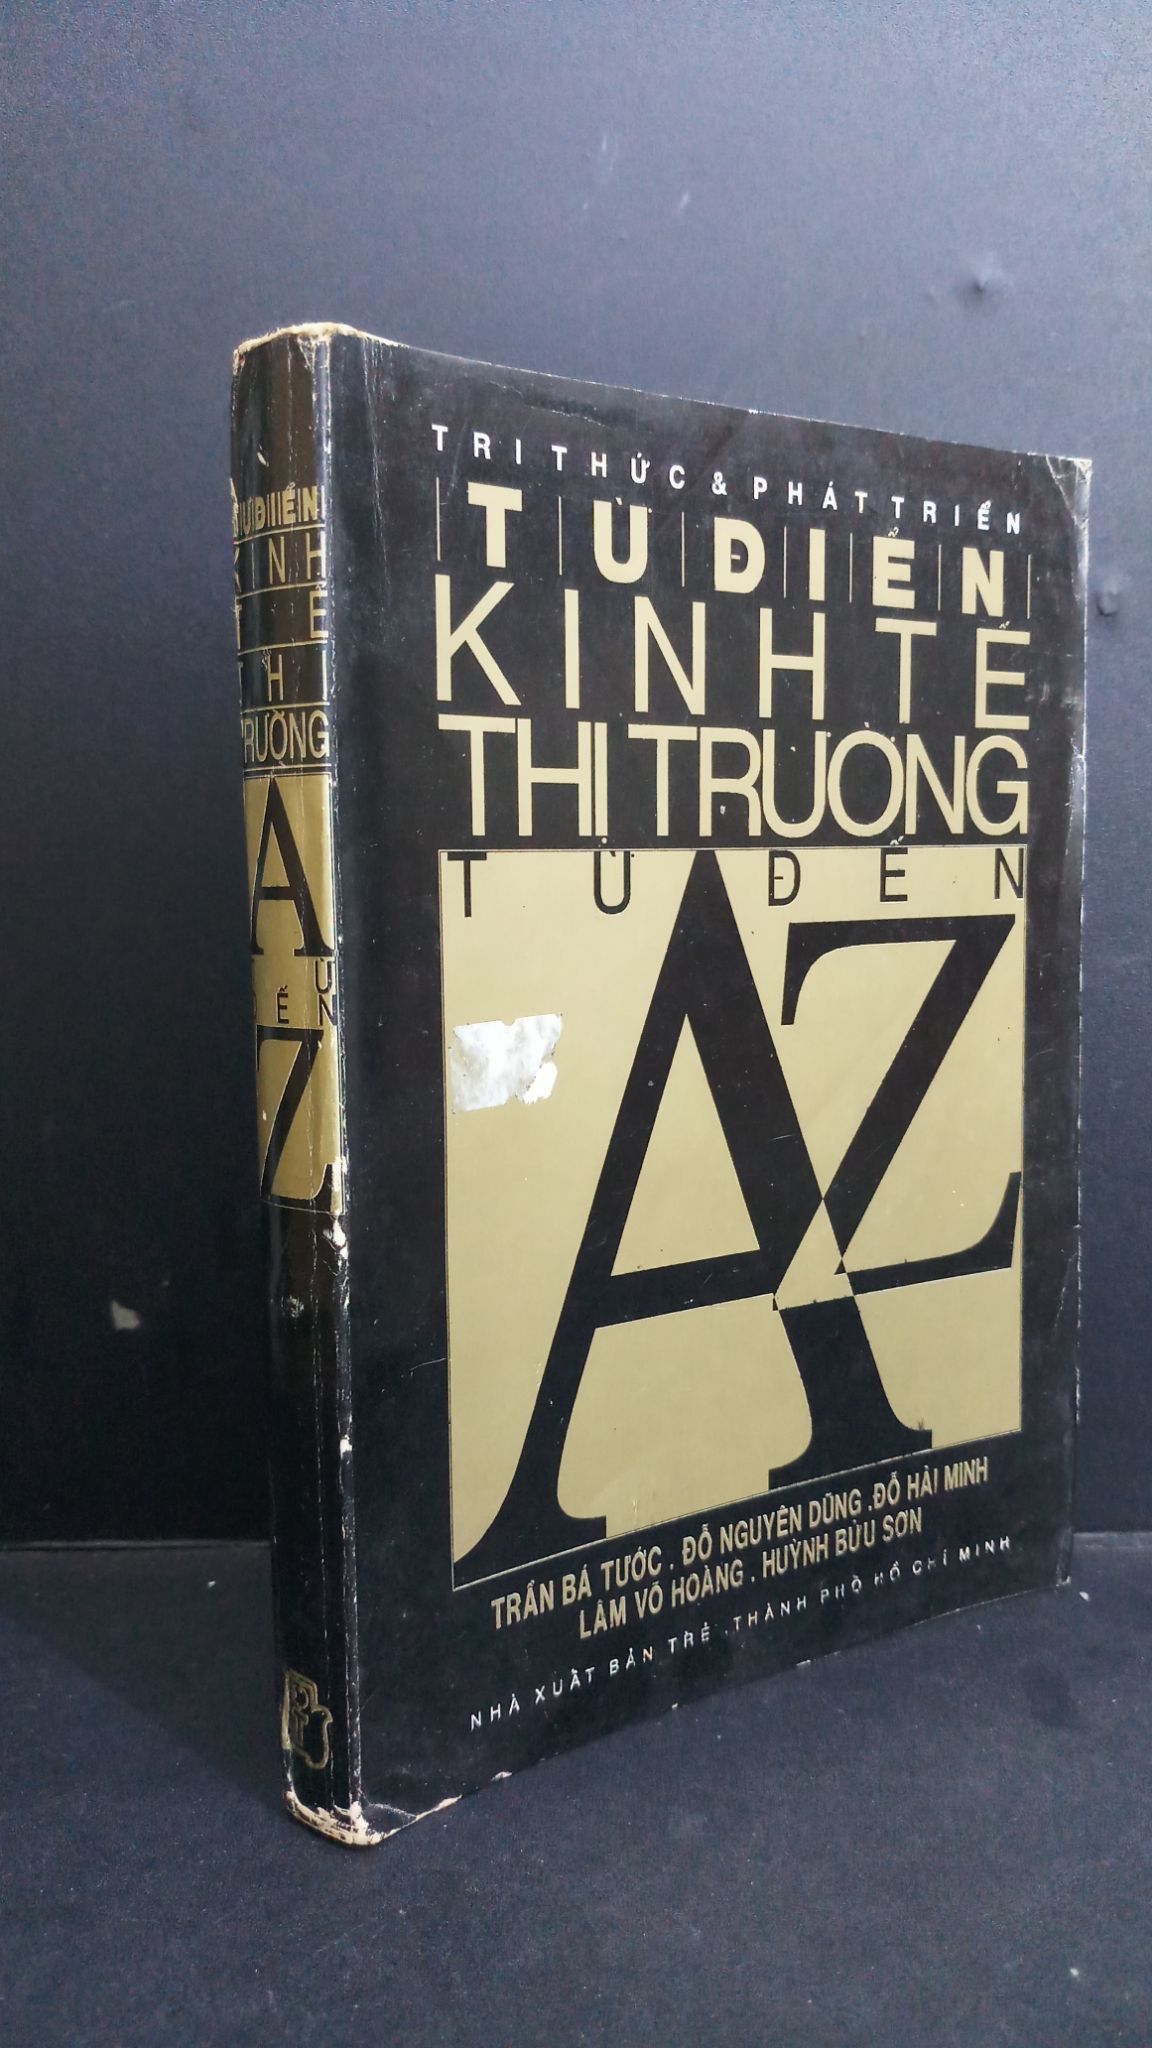 TỪ ĐIỂN
KINH
TẾ
THỊ
TRƯỜNG
A
TỪ
ĐẾN
Z
TRI THỨC & PHÁT TRIỂN
TỪ ĐIỂN
KINH TẾ
THỊ TRƯỜNG
TỪ ĐẾN
AZ
TRẦN BÁ TƯỚC . ĐỖ NGUYÊN DŨNG . ĐỖ HẢI MINH
LÂM VÕ HOÀNG . HUỲNH BỬU SƠN
NHÀ XUẤT BẢN TRẺ . THÀNH PHỐ HỒ CHÍ MINH